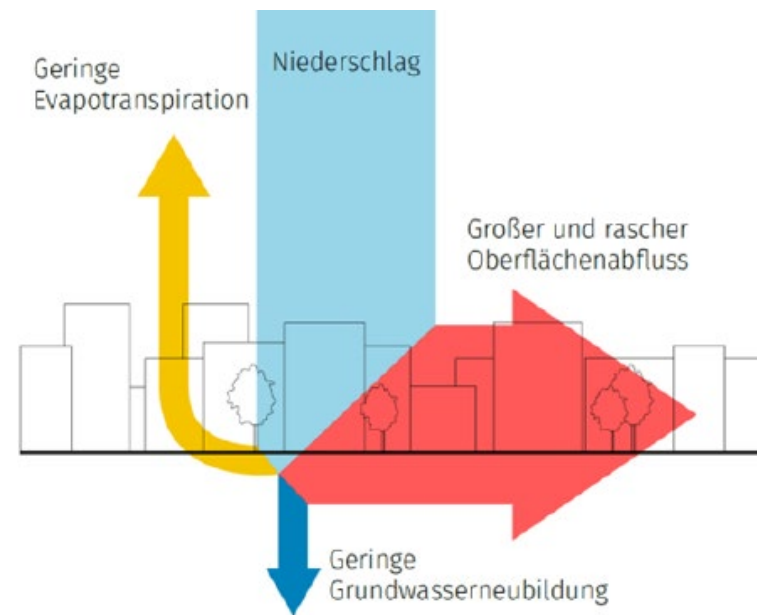 Geringe
Evapotranspiration
Niederschlag
Großer und rascher
Oberflächenabfluss
Geringe
Grundwasserneubildung